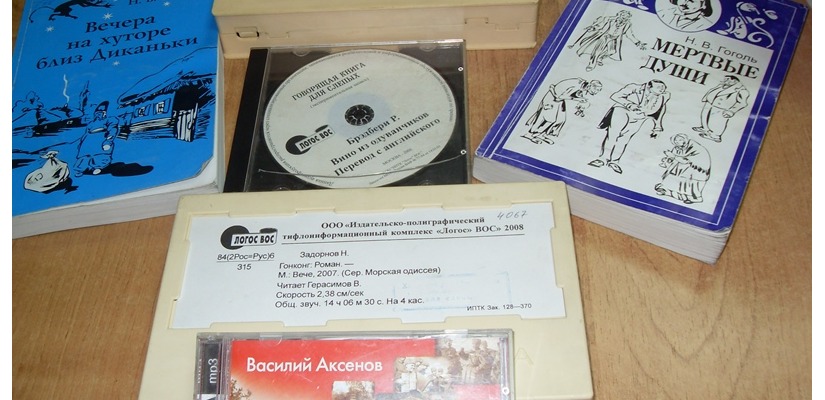 Вечера
на хуторе
близ Диканьки
ГОВОРЯЩАЯ КНИГА
ДЛЯ СЛЕПЫХ
ЛОГОС ВОС
Брэдбери Р.
Вино из одуванчиков
Перевод с английского
Н. В. Гоголь
МЕРТВЫЕ
ДУШИ
4067
ООО «Издательско-полиграфический
тифлоинформационный комплекс «Логос» ВОС» 2008
ЛОГОС ВОС
84(2Рос=Рус)6
З15
Задорнов Н.
Гонконг: Роман. —
М.: Вече, 2007. (Сер. Морская одиссея)
Читает Герасимов В.
Скорость 2,38 см/сек
Общ. звуч. 14 ч 06 м 30 с. На 4 кас.
ИПТК Зак. 128—370
mp3
Василий Аксенов